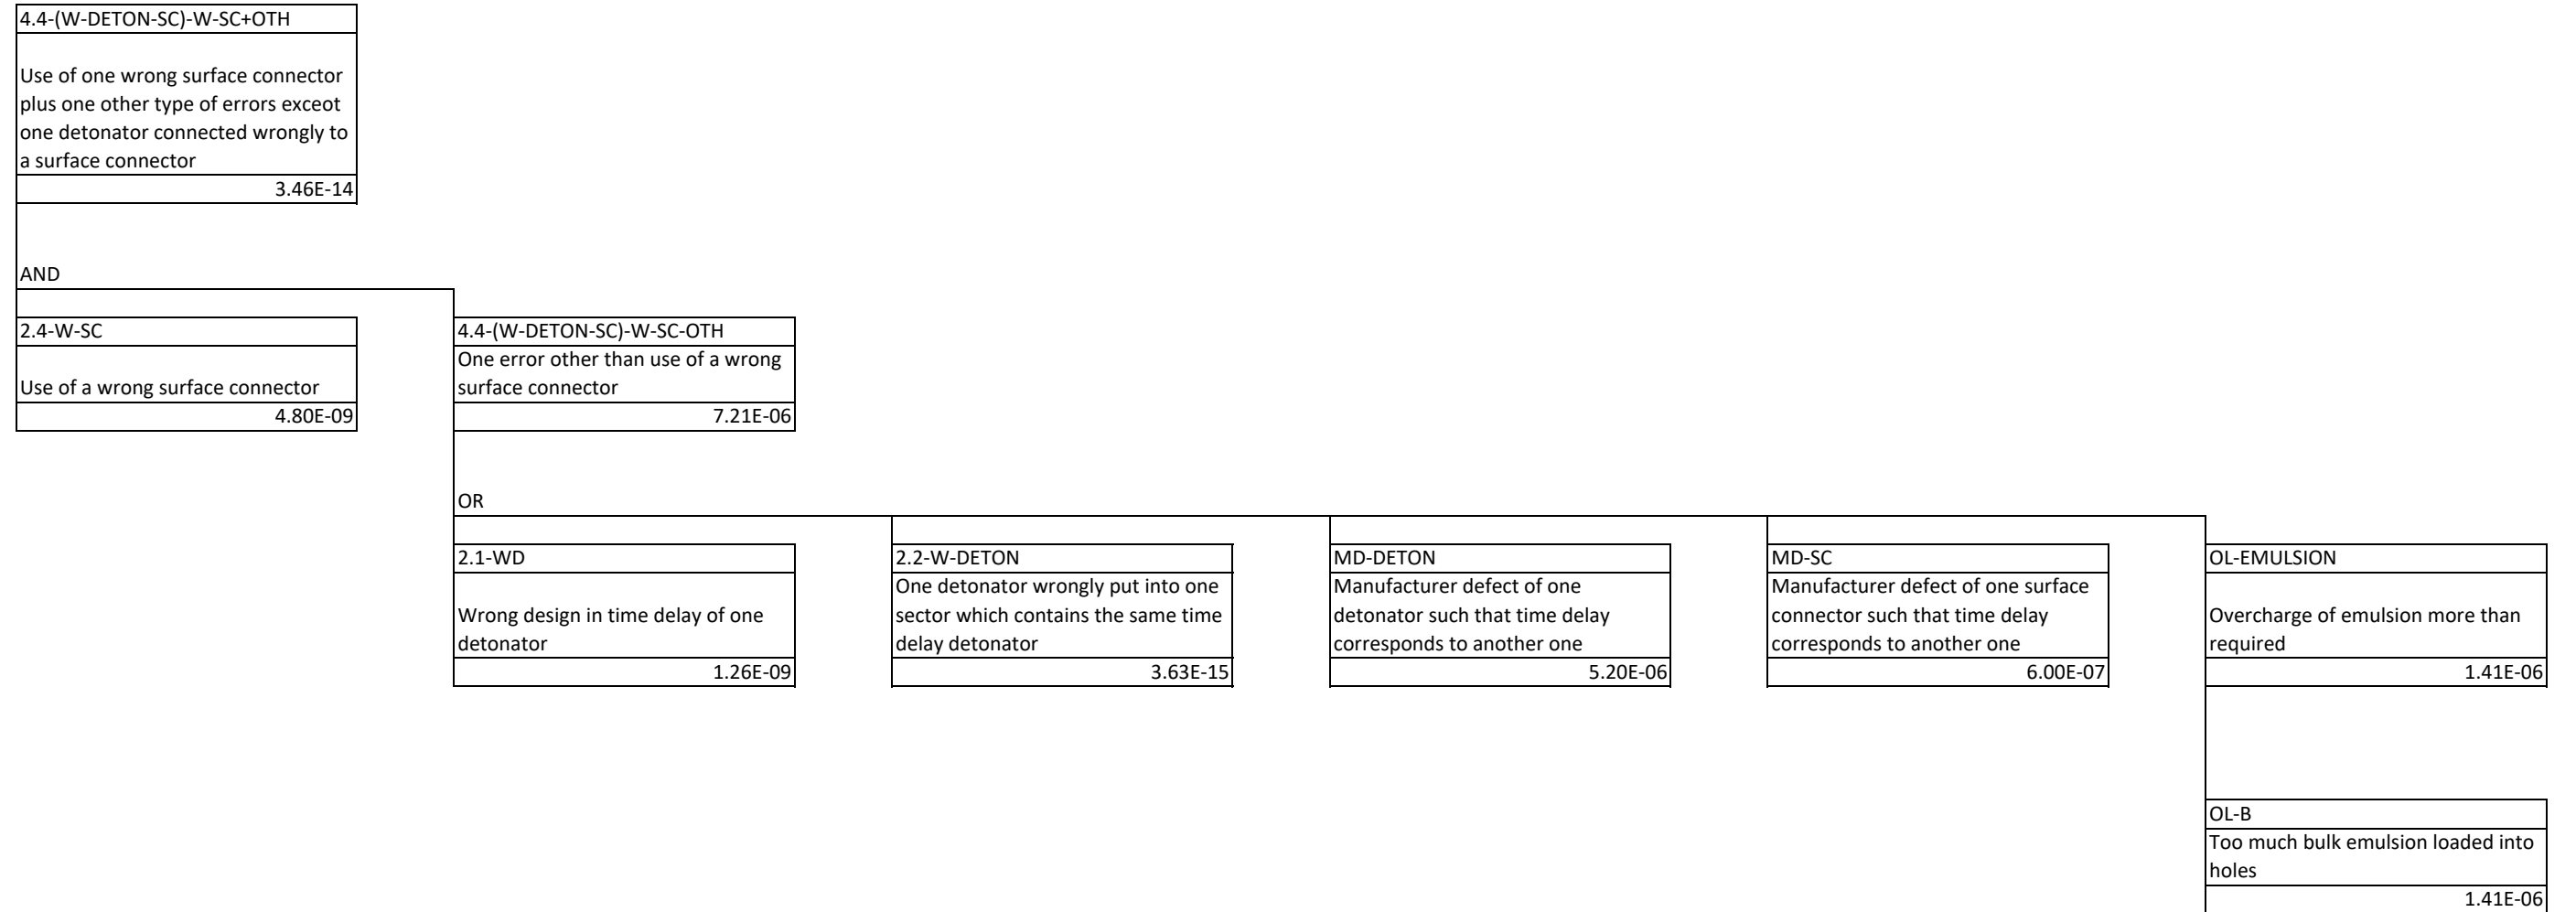 4.4-(W-DETON-SC)-W-SC+OTH
Use of one wrong surface connector
plus one other type of errors exceot
one detonator connected wrongly to
a surface connector
3.46E-14
AND
2.4-W-SC
Use of a wrong surface connector
4.80E-09
4.4-(W-DETON-SC)-W-SC-OTH
One error other than use of a wrong
surface connector
7.21E-06
OR
2.1-WD
Wrong design in time delay of one
detonator
1.26E-09
2.2-W-DETON
One detonator wrongly put into one
sector which contains the same time
delay detonator
3.63E-15
MD-DETON
Manufacturer defect of one
detonator such that time delay
corresponds to another one
5.20E-06
MD-SC
Manufacturer defect of one surface
connector such that time delay
corresponds to another one
6.00E-07
OL-EMULSION
Overcharge of emulsion more than
required
1.41E-06
OL-B
Too much bulk emulsion loaded into
holes
1.41E-06